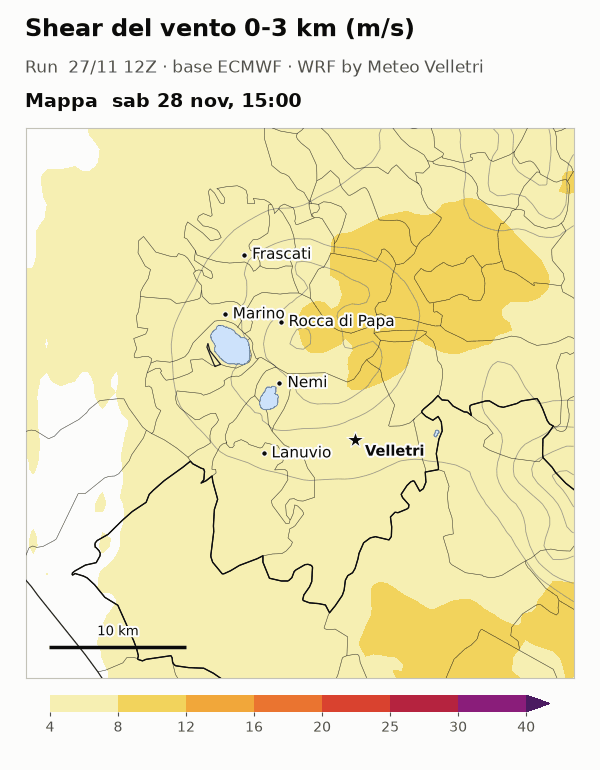 Shear del vento 0-3 km (m/s)
Run 27/11 12Z · base ECMWF · WRF by Meteo Velletri
Mappa sab 28 nov, 15:00
Frascati
Marino
Rocca di Papa
Nemi
Velletri
Lanuvio
10 km
4 8 12 16 20 25 30 40